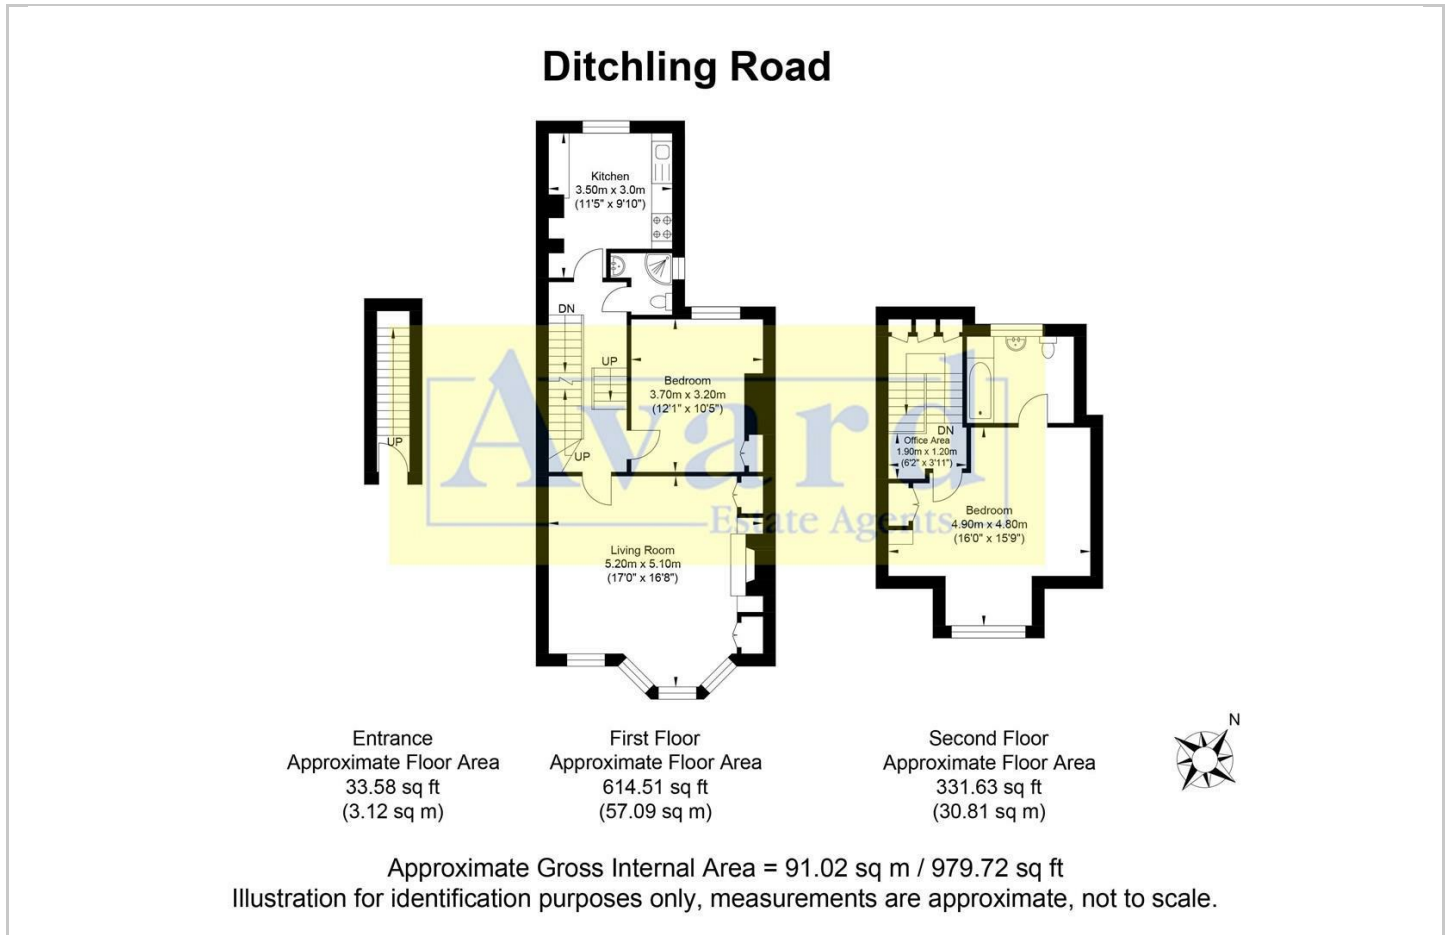 Ditchling Road
Kitchen
3.50m x 3.0m
(11'5" x 9'10")
DN
UP
UP
UP
Bedroom
3.70m x 3.20m
(12'1" x 10'5")
Living Room
5.20m x 5.10m
(17'0" x 16'8")
DN
Office Area
1.90m x 1.20m
(6'2" x 3'11")
Bedroom
4.90m x 4.80m
(16'0" x 15'9")
Avard
Estate Agents
N
Entrance
Approximate Floor Area
33.58 sq ft
(3.12 sq m)
First Floor
Approximate Floor Area
614.51 sq ft
(57.09 sq m)
Second Floor
Approximate Floor Area
331.63 sq ft
(30.81 sq m)
Approximate Gross Internal Area = 91.02 sq m / 979.72 sq ft
Illustration for identification purposes only, measurements are approximate, not to scale.